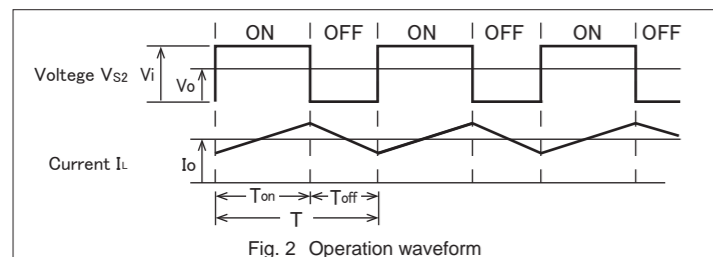 ON OFF ON OFF ON OFF
Voltege VS2 Vi Vo
Current IL Io
Ton Toff
T
Fig. 2 Operation waveform